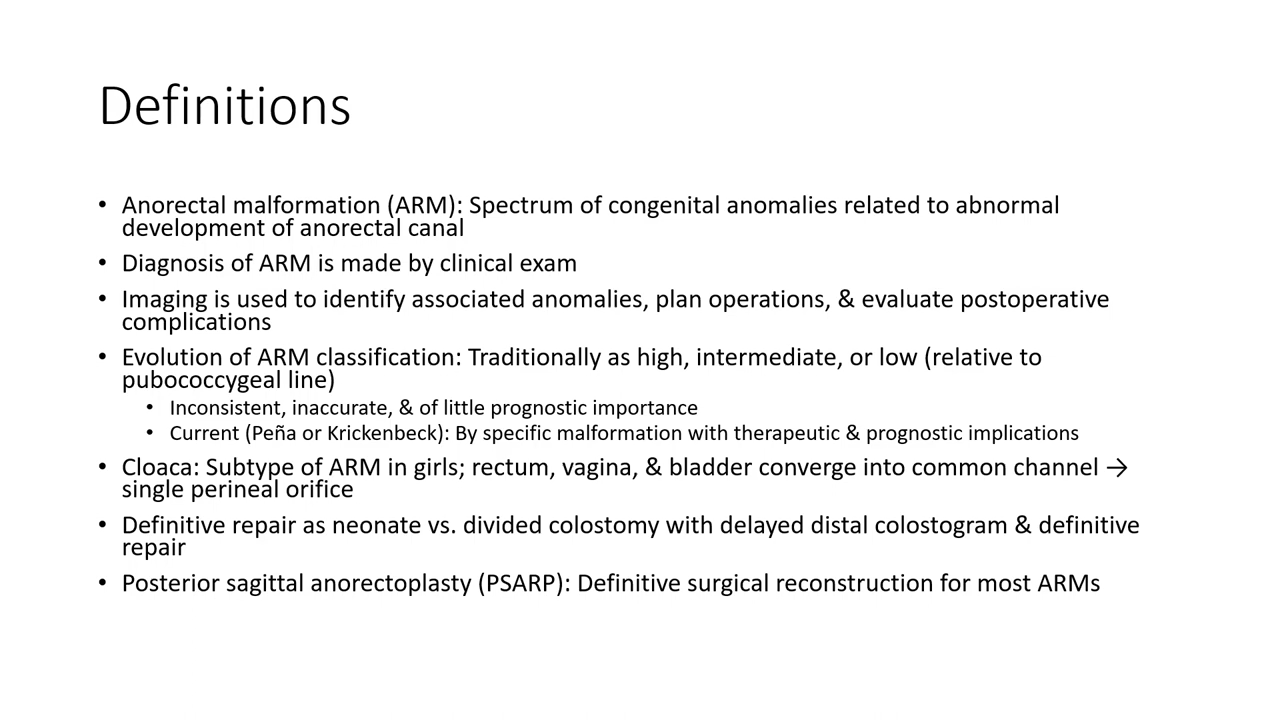 Definitions
• Anorectal malformation (ARM): Spectrum of congenital anomalies related to abnormal
development of anorectal canal
• Diagnosis of ARM is made by clinical exam
• Imaging is used to identify associated anomalies, plan operations, & evaluate postoperative
complications
• Evolution of ARM classification: Traditionally as high, intermediate, or low (relative to
pubococcygeal line)
• Inconsistent, inaccurate, & of little prognostic importance
• Current (Peña or Krickenbeck): By specific malformation with therapeutic & prognostic implications
• Cloaca: Subtype of ARM in girls; rectum, vagina, & bladder converge into common channel →
single perineal orifice
• Definitive repair as neonate vs. divided colostomy with delayed distal colostogram & definitive
repair
• Posterior sagittal anorectoplasty (PSARP): Definitive surgical reconstruction for most ARMs